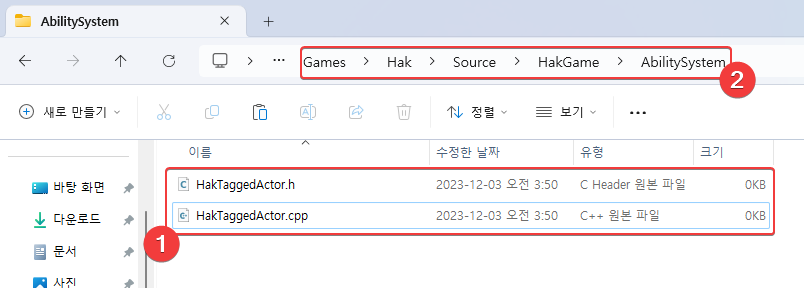 AbilitySystem
Games > Hak > Source > HakGame > AbilitySystem
2
새로 만들기 정렬 보기
이름 수정한 날짜 유형 크기
바탕 화면
HakTaggedActor.h 2023-12-03 오전 3:50 C Header 원본 파일 0KB
다운로드
HakTaggedActor.cpp 2023-12-03 오전 3:50 C++ 원본 파일 0KB
1
문서
사진